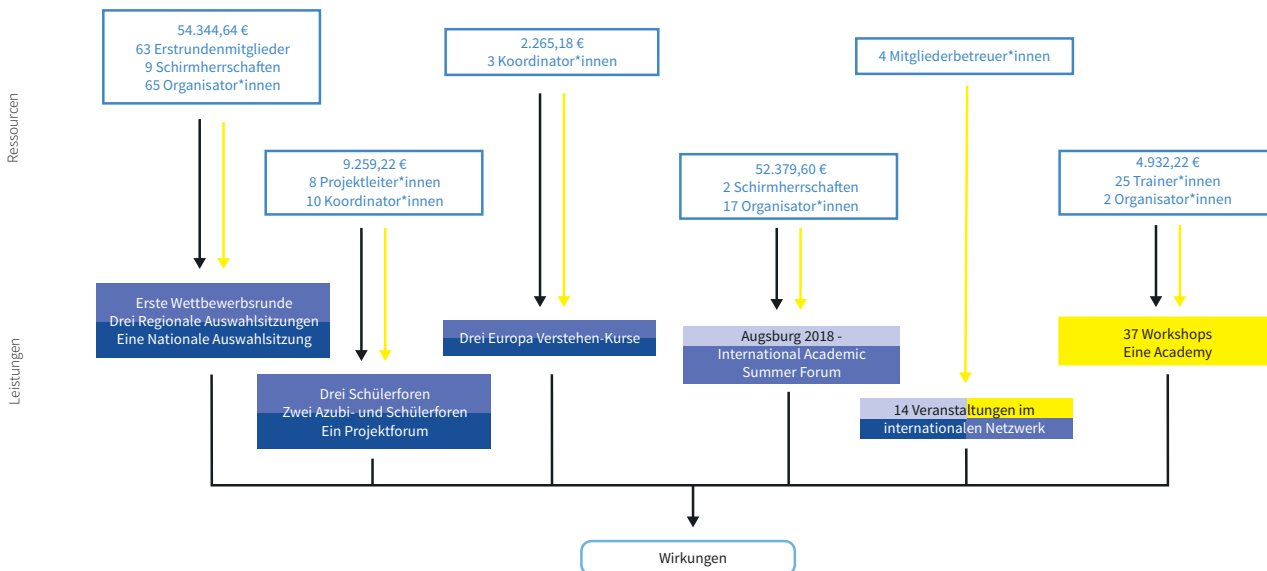 Ressourcen
54.344,64 €
63 Erstrundenmitglieder
9 Schirmherrschaften
65 Organisator*innen
9.259,22 €
8 Projektleiter*innen
10 Koordinator*innen
2.265,18 €
3 Koordinator*innen
52.379,60 €
2 Schirmherrschaften
17 Organisator*innen
4 Mitgliederbetreuer*innen
4.932,22 €
25 Trainer*innen
2 Organisator*innen
Leistungen
Erste Wettbewerbsrunde
Drei Regionale Auswahlsitzungen
Eine Nationale Auswahlsitzung
Drei Schülerforen
Zwei Azubi- und Schülerforen
Ein Projektforum
Drei Europa Verstehen-Kurse
Augsburg 2018 -
International Academic
Summer Forum
14 Veranstaltungen im
internationalen Netzwerk
37 Workshops
Eine Academy
Wirkungen